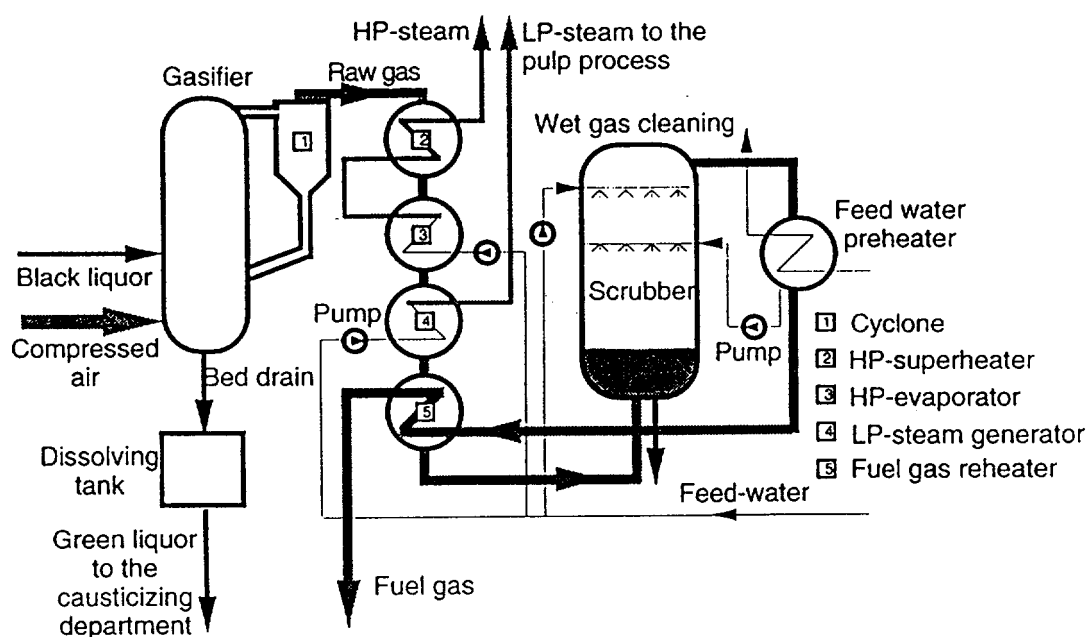 HP-steam
LP-steam to the
pulp process
Gasifier
Raw gas
1
2
3
4
5
Wet gas cleaning
Feed water
preheater
Black liquor
Compressed
air
Pump
Scrubber
Pump
Bed drain
Dissolving
tank
Green liquor
to the
causticizing
department
Fuel gas
Feed-water
1 Cyclone
2 HP-superheater
3 HP-evaporator
4 LP-steam generator
5 Fuel gas reheater